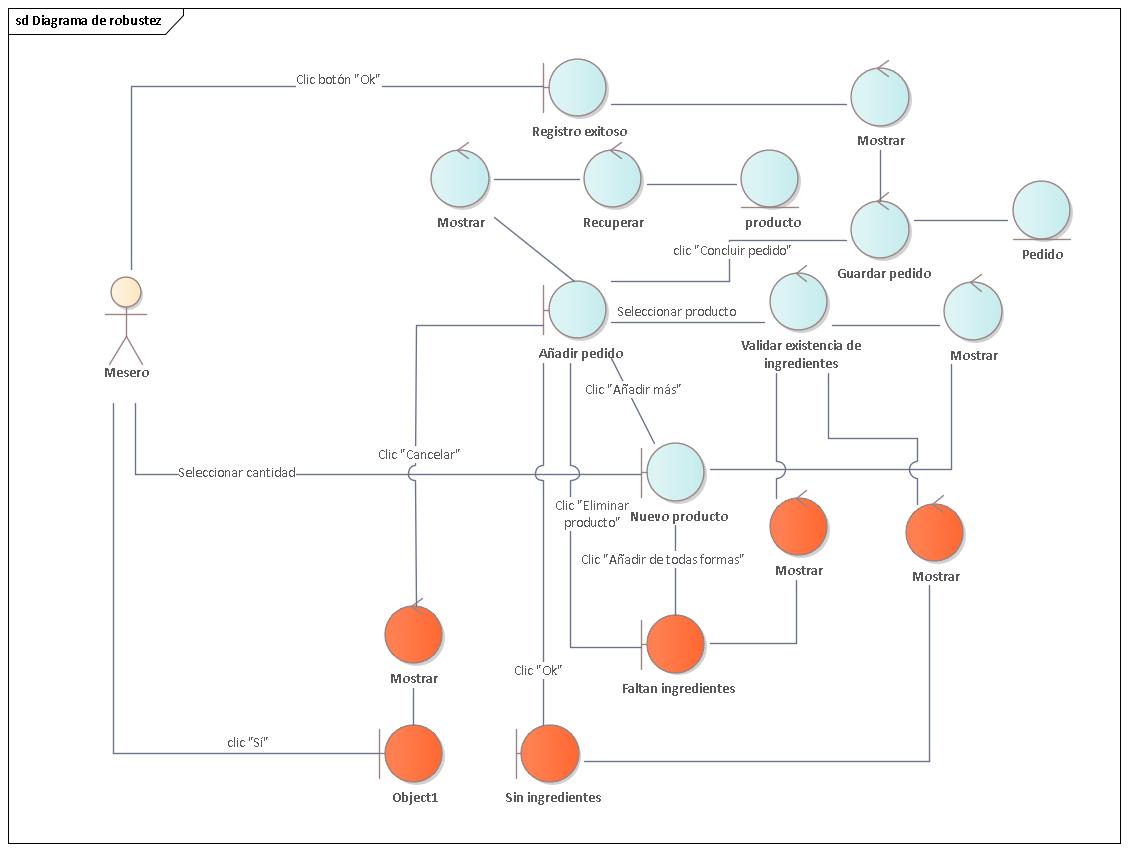 sd Diagrama de robustez
Clic botón "Ok"
Registro exitoso
Mostrar
Mostrar
Recuperar
producto
Pedido
clic "Concluir pedido"
Guardar pedido
Seleccionar producto
Añadir pedido
Validar existencia de
ingredientes
Mostrar
Mesero
Clic "Añadir más"
Clic "Cancelar"
Seleccionar cantidad
Clic "Eliminar
producto"
Nuevo producto
Clic "Añadir de todas formas"
Mostrar
Mostrar
Mostrar
Clic "Ok"
Faltan ingredientes
clic "Sí"
Object1
Sin ingredientes